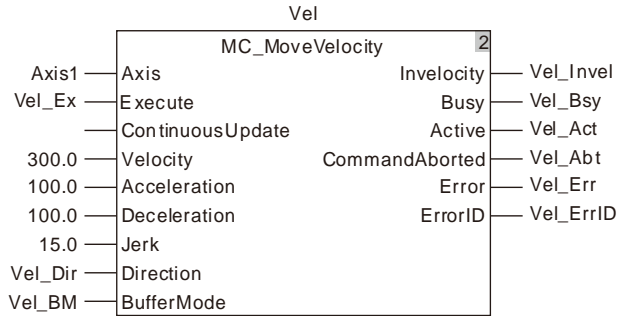 Vel
MC_MoveVelocity 2
Axis1 Axis Invelocity Vel_Invel
Vel_Ex Execute Busy Vel_Bsy
ContinuousUpdate Active Vel_Act
300.0 Velocity CommandAborted Vel_Abt
100.0 Acceleration Error Vel_Err
100.0 Deceleration ErrorID Vel_ErrID
15.0 Jerk
Vel_Dir Direction
Vel_BM BufferMode